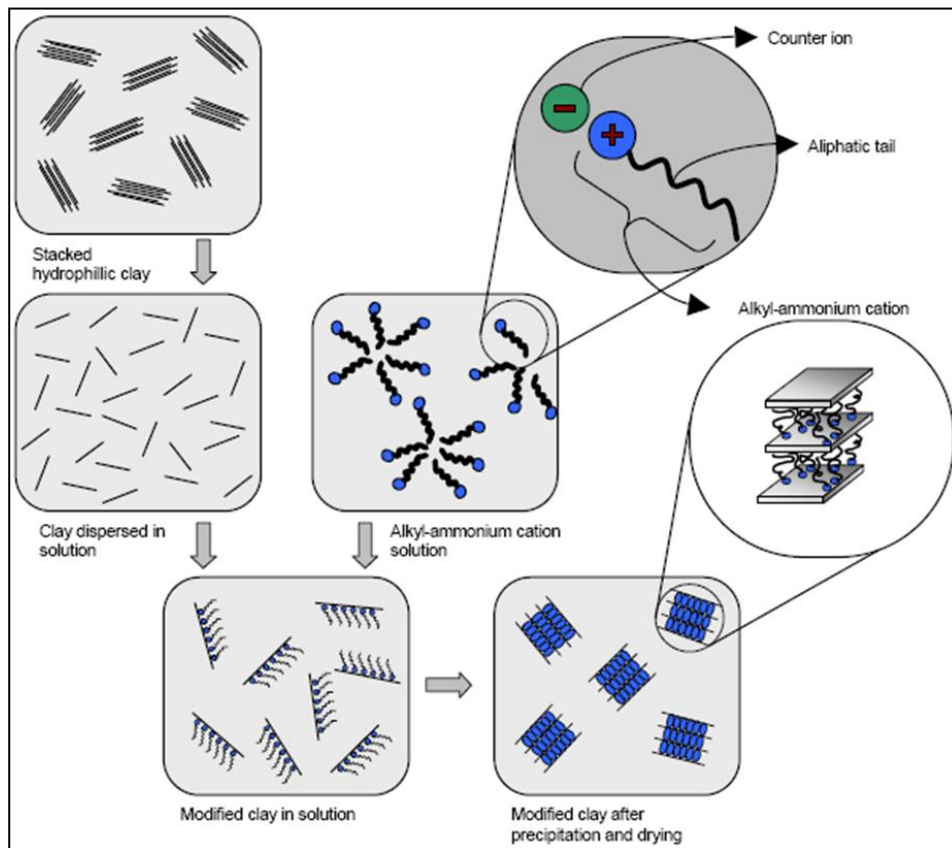 Counter ion
Aliphatic tail
Stacked
hydrophillic clay
Alkyl-ammonium cation
Clay dispersed in
solution
Alkyl-ammonium cation
solution
Modified clay in solution
Modified clay after
precipitation and drying